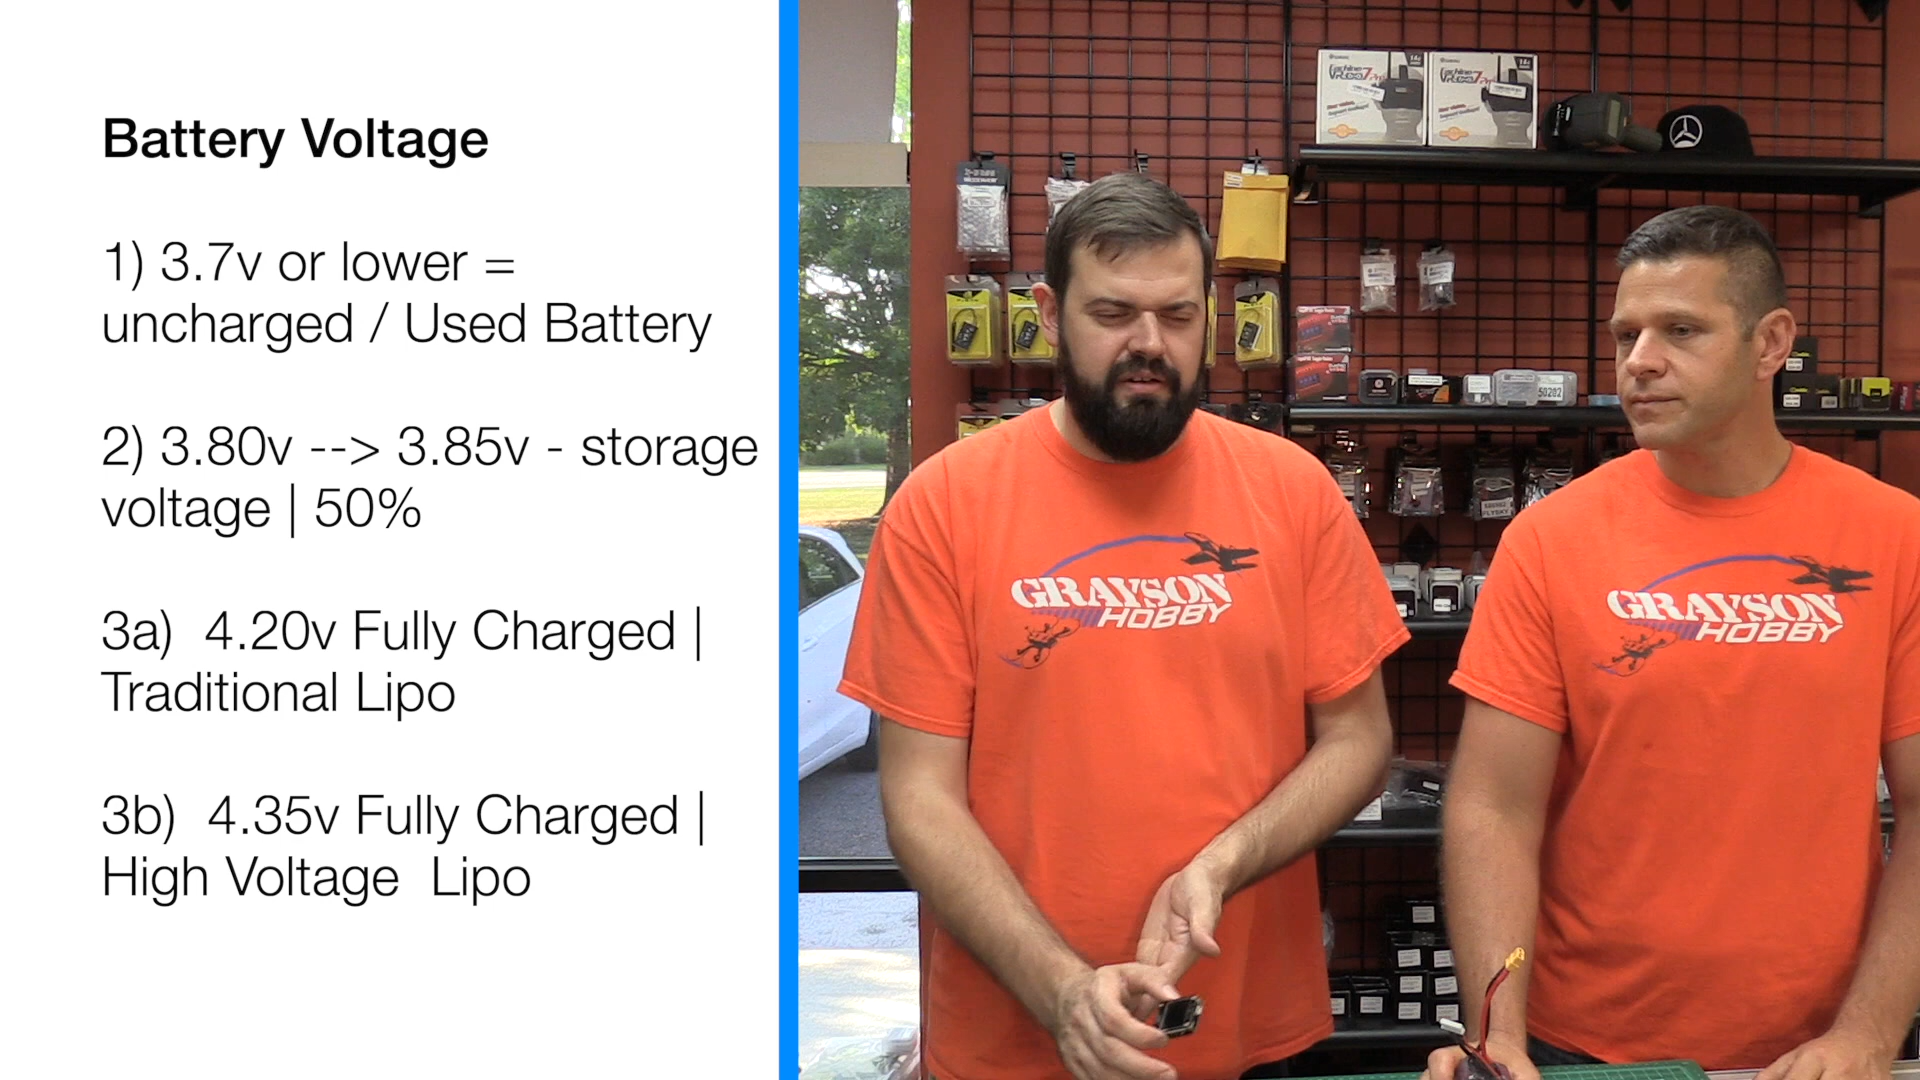 Battery Voltage
1) 3.7v or lower =
uncharged / Used Battery
2) 3.80v --> 3.85v - storage
voltage | 50%
3a)  4.20v Fully Charged |
Traditional Lipo
3b)  4.35v Fully Charged |
High Voltage  Lipo
GRAYSON
HOBBY
GRAYSON
HOBBY
50202